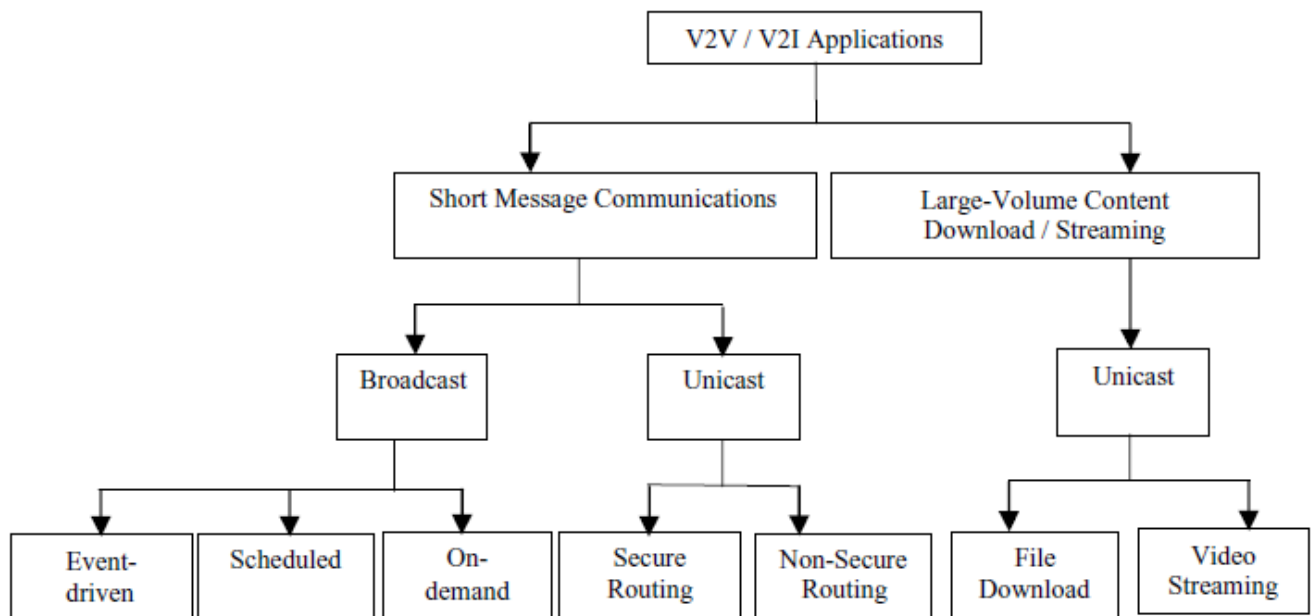 V2V / V2I Applications
Short Message Communications
Large-Volume Content
Download / Streaming
Broadcast
Unicast
Unicast
Event-
driven
Scheduled
On-
demand
Secure
Routing
Non-Secure
Routing
File
Download
Video
Streaming